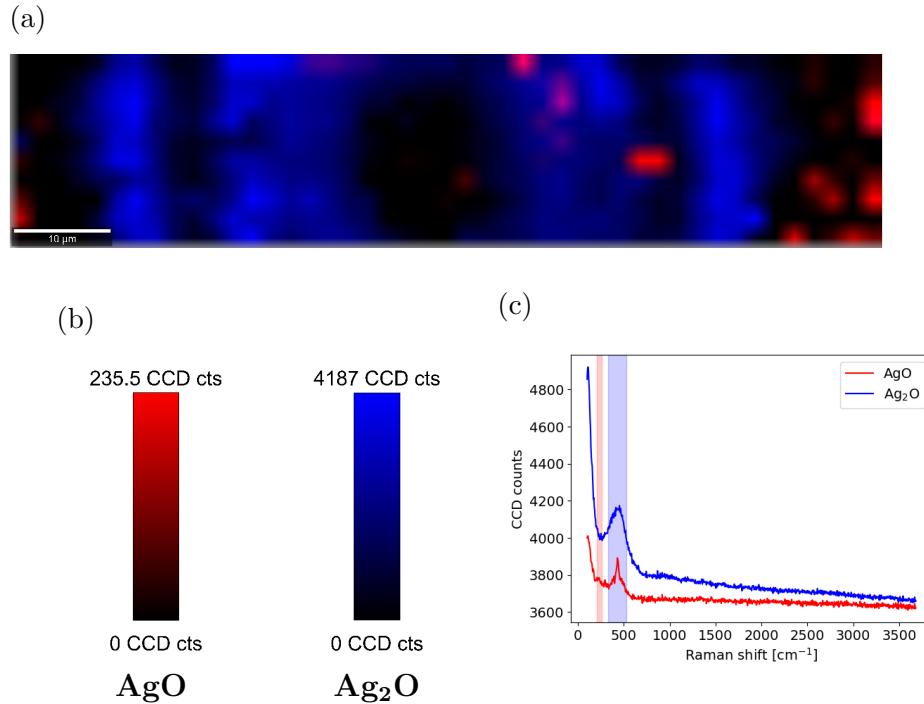 (a)
10 µm
(b)
235.5 CCD cts
4187 CCD cts
0 CCD cts
0 CCD cts
AgO
Ag₂O
(c)
AgO
Ag₂O
CCD counts
4800
4600
4400
4200
4000
3800
3600
0
500
1000
1500
2000
2500
3000
3500
Raman shift [cm⁻¹]